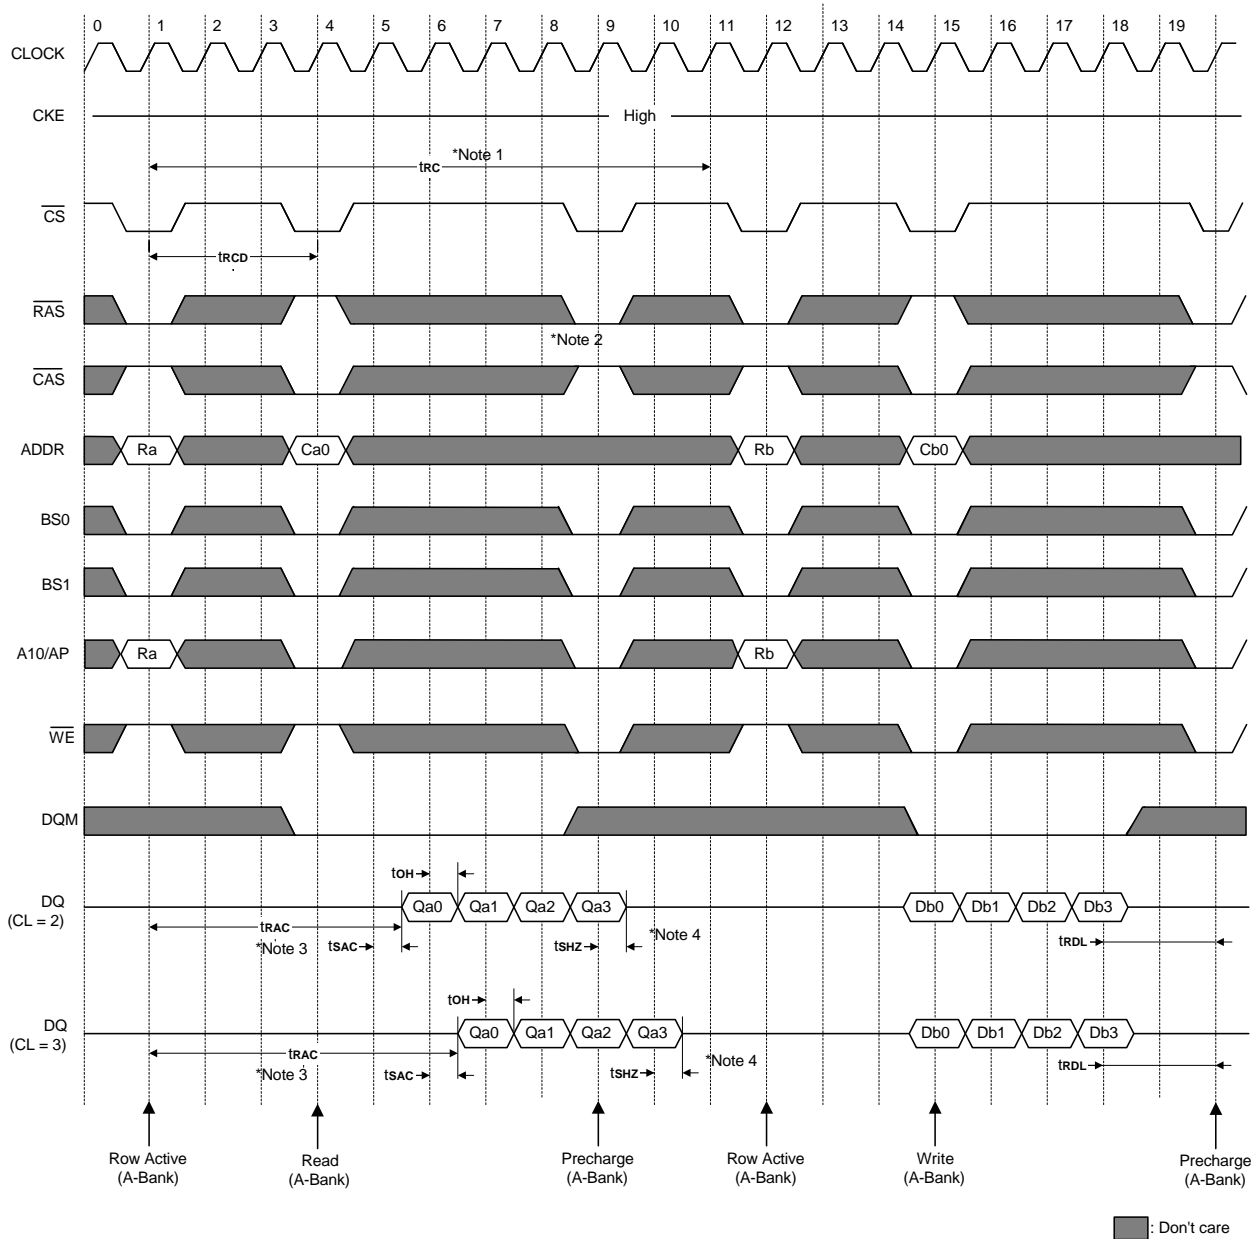 0 1 2 3 4 5 6 7 8 9 10 11 12 13 14 15 16 17 18 19
CLOCK
CKE High
*Note 1
tRC
CS
tRCD
RAS
*Note 2
CAS
ADDR Ra Ca0 Rb Cb0
BS0
BS1
A10/AP Ra Rb
WE
DQM
tOH
DQ
(CL = 2)
Qa0 Qa1 Qa2 Qa3 Db0 Db1 Db2 Db3
tRAC
*Note 3 tSAC tSHZ *Note 4 tRDL
tOH
DQ
(CL = 3)
Qa0 Qa1 Qa2 Qa3 Db0 Db1 Db2 Db3
tRAC
*Note 3 tSAC tSHZ *Note 4 tRDL
Row Active
(A-Bank)
Read
(A-Bank)
Precharge
(A-Bank)
Row Active
(A-Bank)
Write
(A-Bank)
Precharge
(A-Bank)
: Don't care